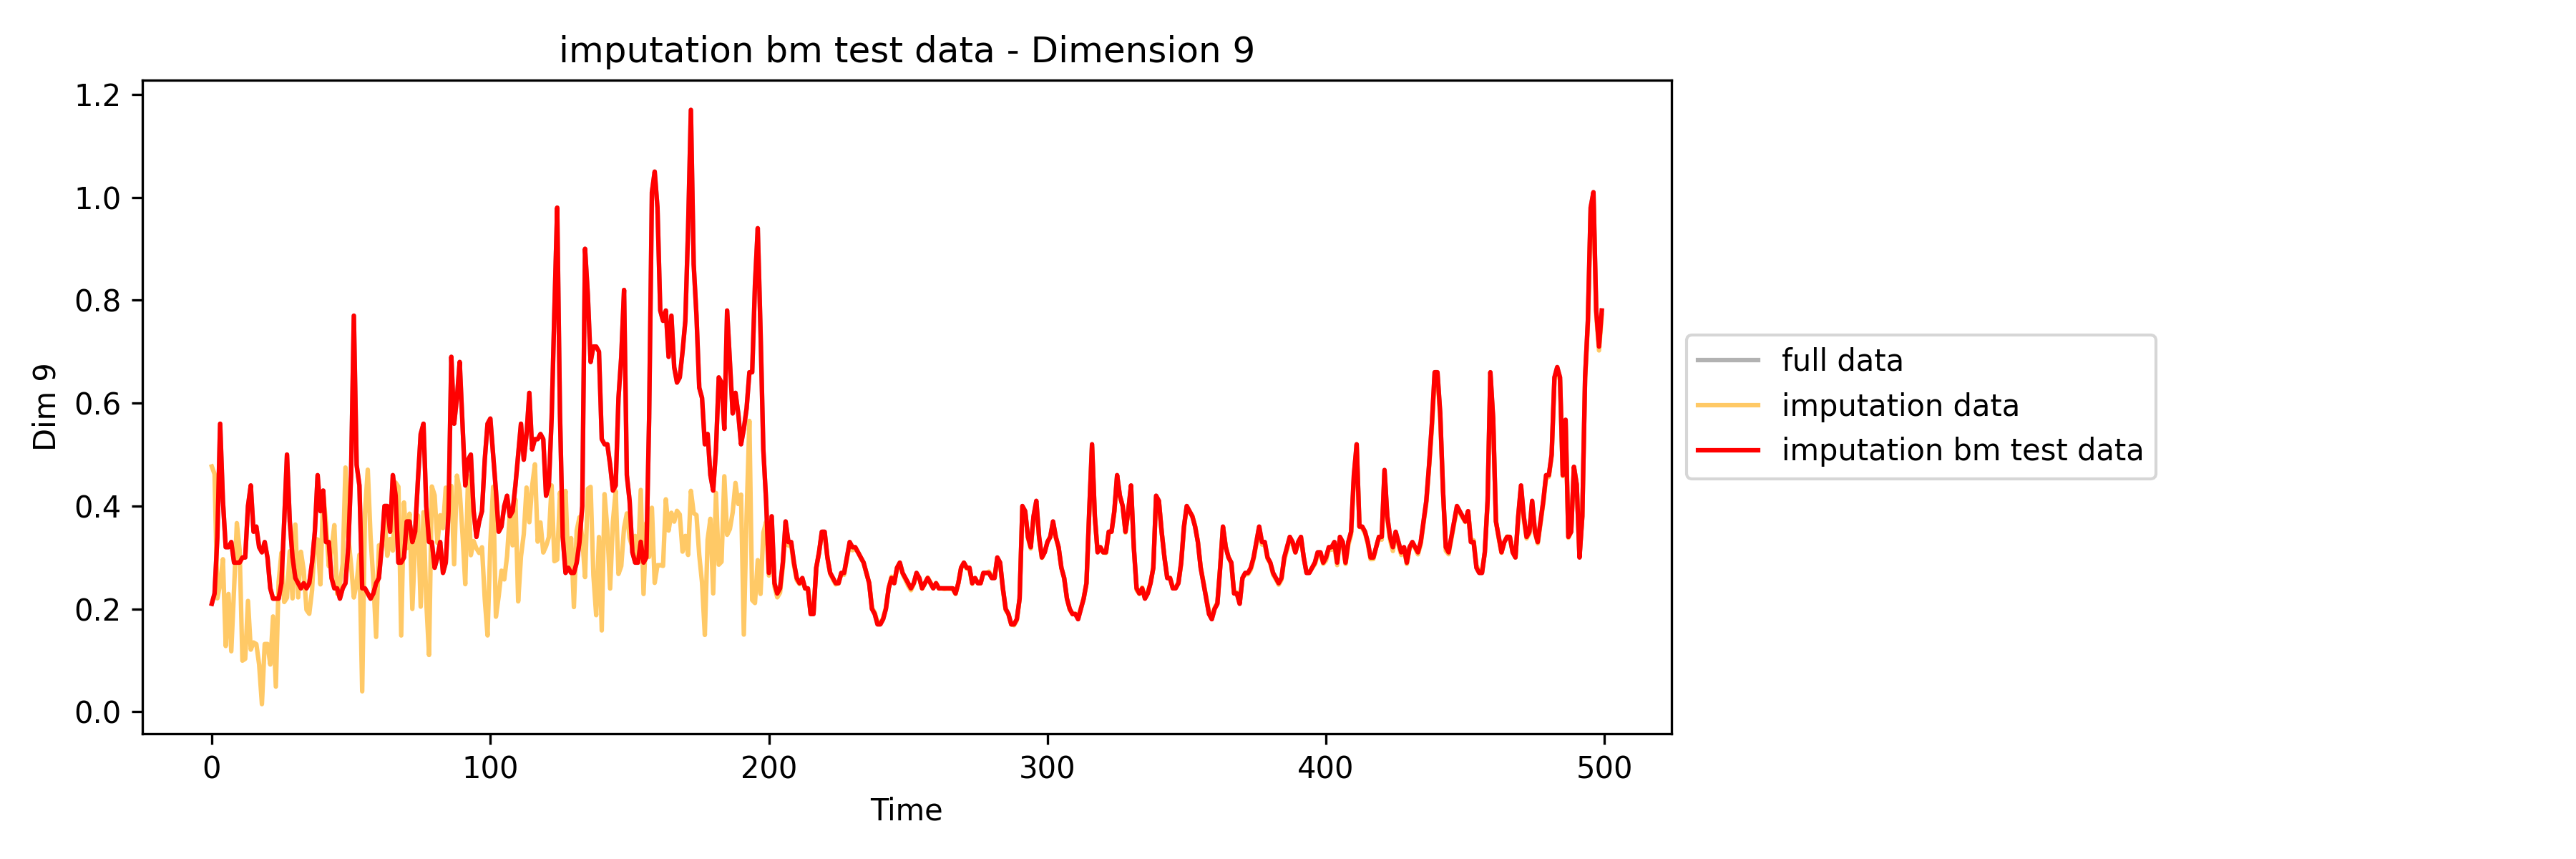 imputation bm test data - Dimension 9
1.2
1.0
0.8
0.6
0.4
0.2
0.0
Dim 9
0 100 200 300 400 500
Time
full data
imputation data
imputation bm test data